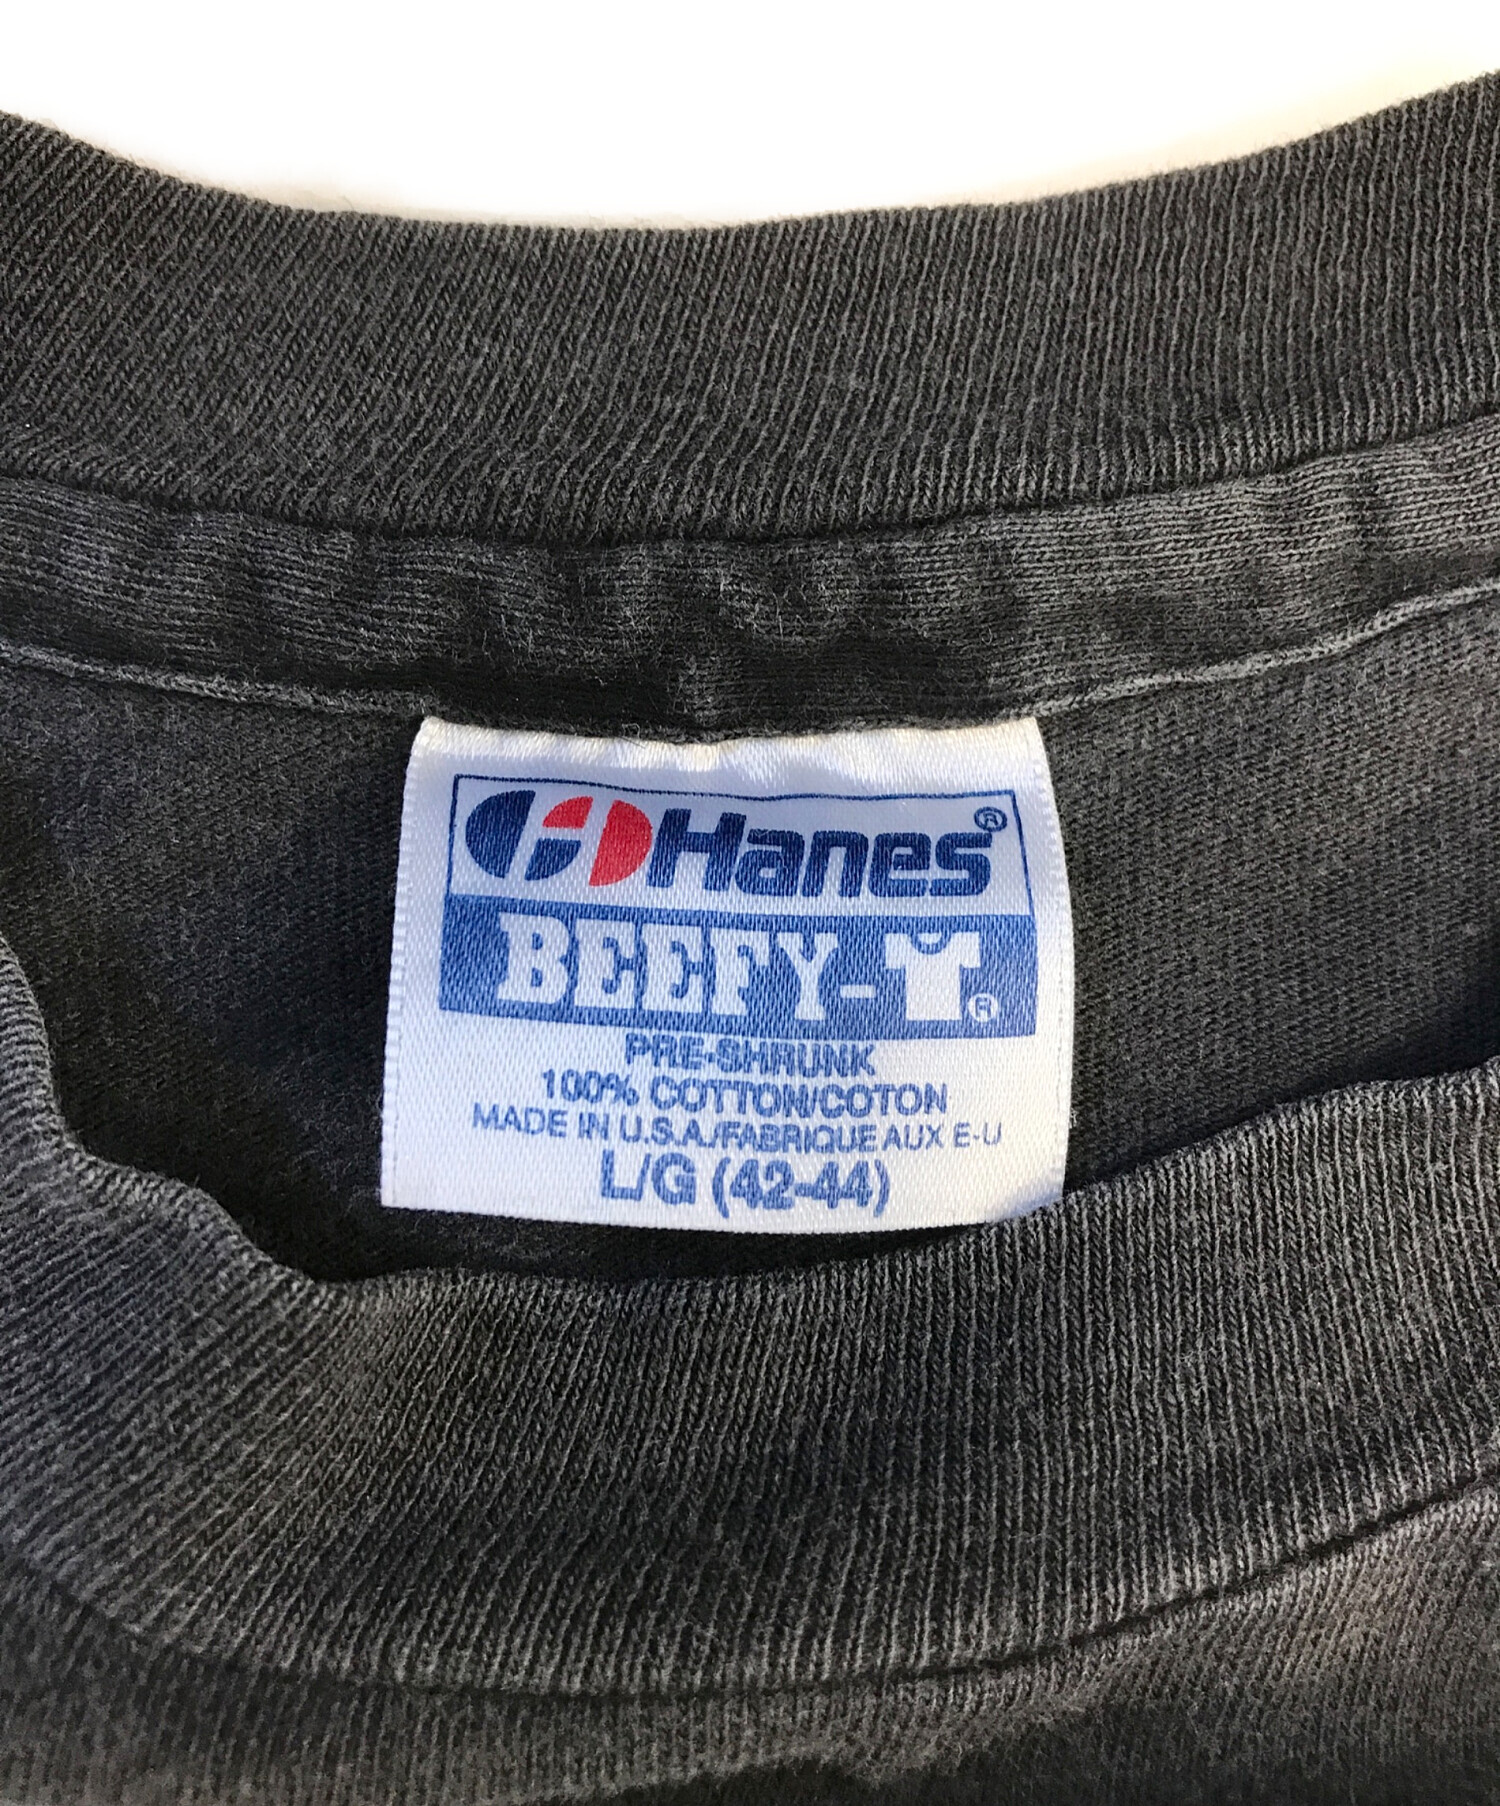 Hanes®
BEEFY-T®
PRE-SHRUNK
100% COTTON/COTON
MADE IN U.S.A./FABRIQUE AUX E-U
L/G (42-44)